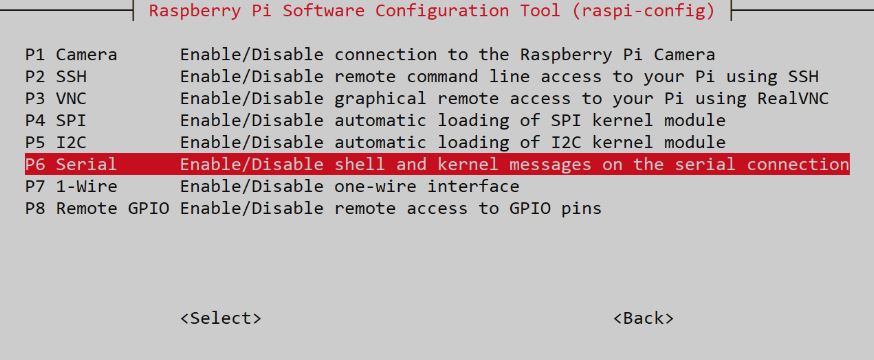 Raspberry Pi Software Configuration Tool (raspi-config)
P1 Camera Enable/Disable connection to the Raspberry Pi Camera
P2 SSH Enable/Disable remote command line access to your Pi using SSH
P3 VNC Enable/Disable graphical remote access to your Pi using RealVNC
P4 SPI Enable/Disable automatic loading of SPI kernel module
P5 I2C Enable/Disable automatic loading of I2C kernel module
P6 Serial Enable/Disable shell and kernel messages on the serial connection
P7 1-Wire Enable/Disable one-wire interface
P8 Remote GPIO Enable/Disable remote access to GPIO pins
<Select> <Back>